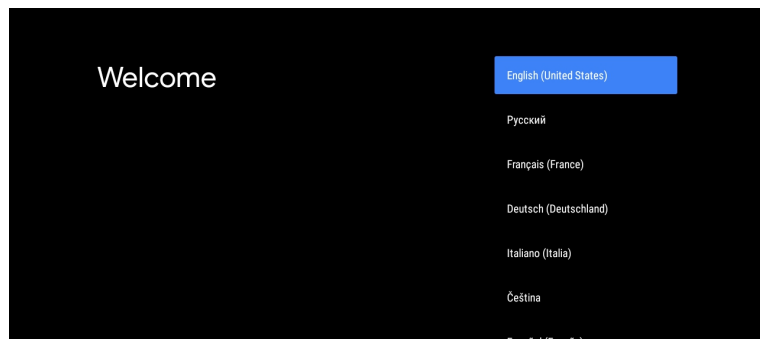 Welcome
English (United States)
Русский
Français (France)
Deutsch (Deutschland)
Italiano (Italia)
Čeština